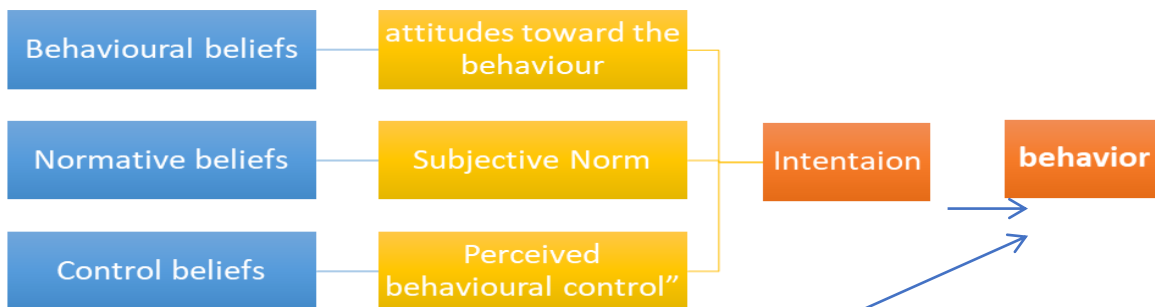 Behavioural beliefs
attitudes toward the
behaviour
Normative beliefs
Subjective Norm
Intentaion
behavior
Control beliefs
Perceived
behavioural control”